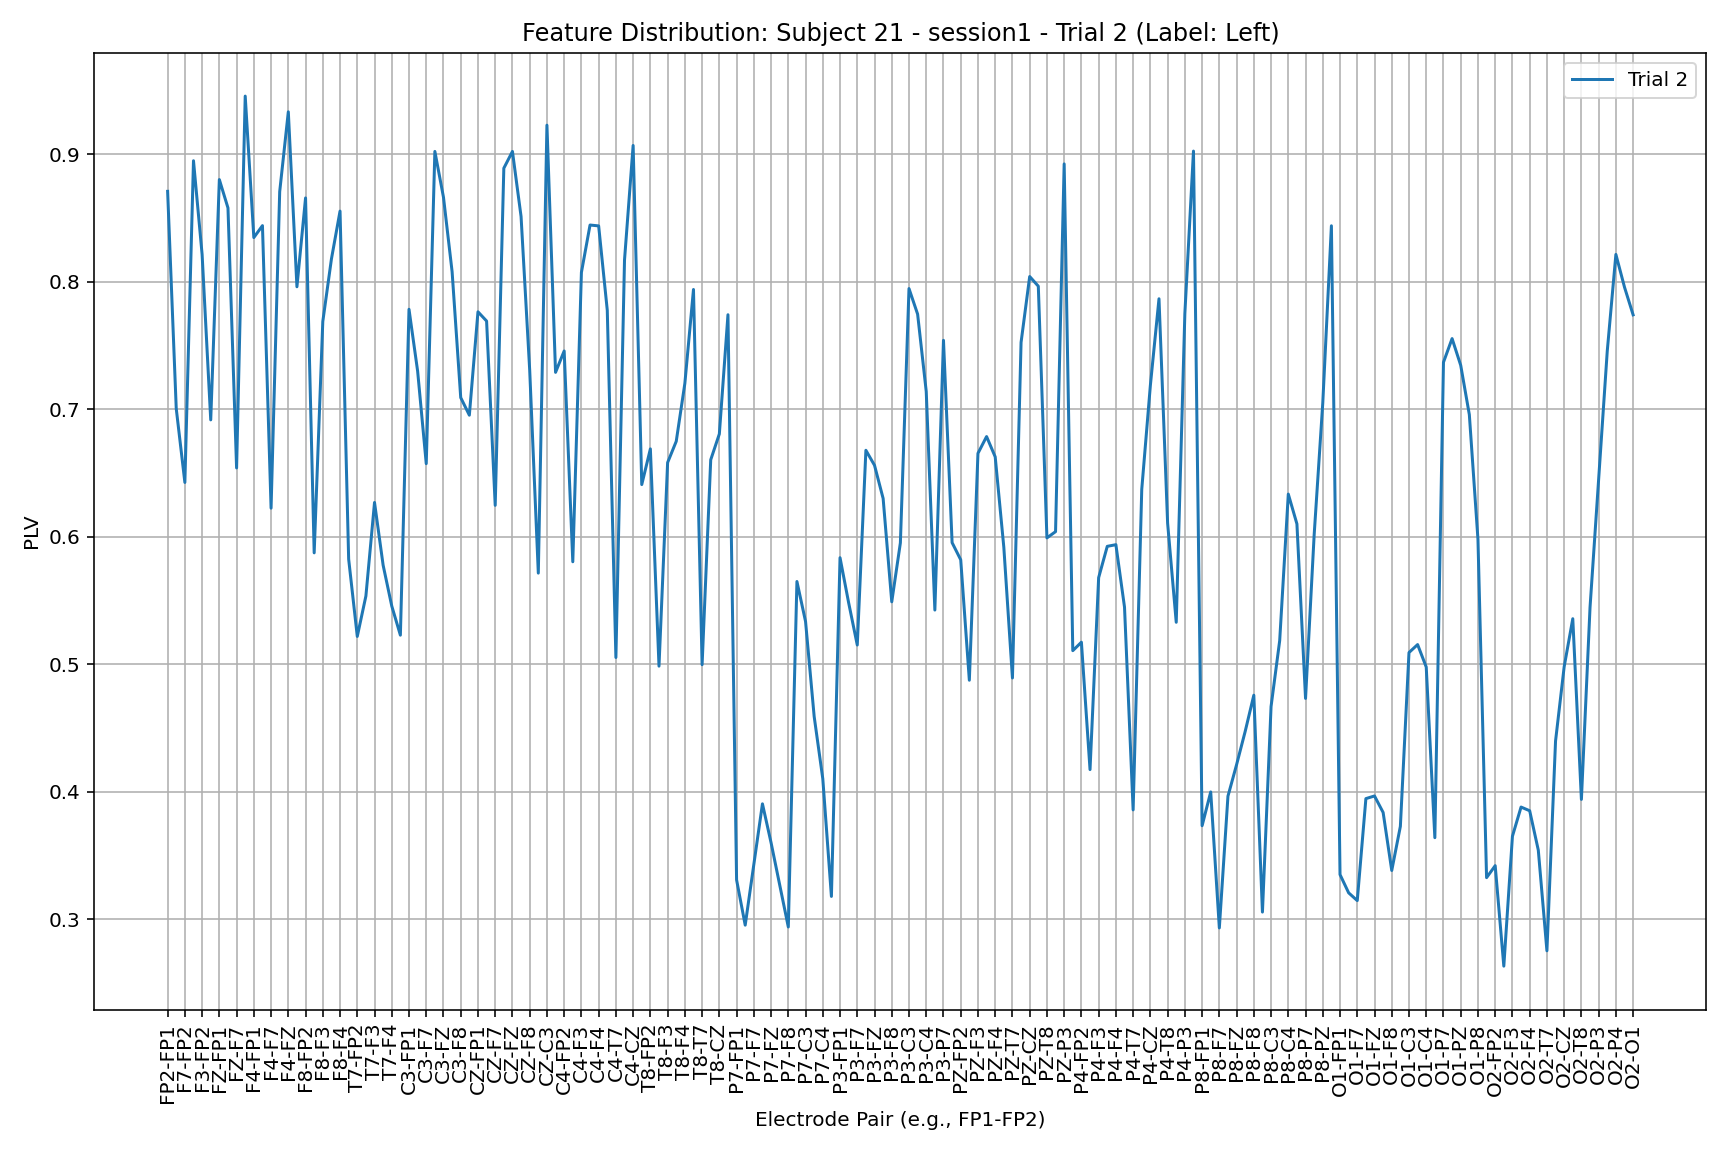 Feature Distribution: Subject 21 - session1 - Trial 2 (Label: Left)
Trial 2
PLV
0.9
0.8
0.7
0.6
0.5
0.4
0.3
FP2-FP1
F7-FP2
F3-FP2
FZ-FP1
FZ-F7
F4-FP1
F4-F7
F4-FZ
F8-FP2
F8-F3
F8-F4
T7-FP2
T7-F3
T7-F4
C3-FP1
C3-F7
C3-FZ
C3-F8
CZ-FP1
CZ-F7
CZ-FZ
CZ-F8
CZ-C3
C4-FP2
C4-F3
C4-F4
C4-T7
C4-CZ
T8-FP2
T8-F3
T8-F4
T8-T7
T8-CZ
P7-FP1
P7-F7
P7-FZ
P7-F8
P7-C3
P7-C4
P3-FP1
P3-F7
P3-FZ
P3-F8
P3-C3
P3-C4
P3-P7
PZ-FP2
PZ-F3
PZ-F4
PZ-T7
PZ-CZ
PZ-T8
PZ-P3
P4-FP2
P4-F3
P4-F4
P4-T7
P4-CZ
P4-T8
P4-P3
P8-FP1
P8-F7
P8-FZ
P8-F8
P8-C3
P8-C4
P8-P7
P8-PZ
O1-FP1
O1-F7
O1-FZ
O1-F8
O1-C3
O1-C4
O1-P7
O1-PZ
O1-P8
O2-FP2
O2-F3
O2-F4
O2-T7
O2-CZ
O2-T8
O2-P3
O2-P4
O2-O1
Electrode Pair (e.g., FP1-FP2)